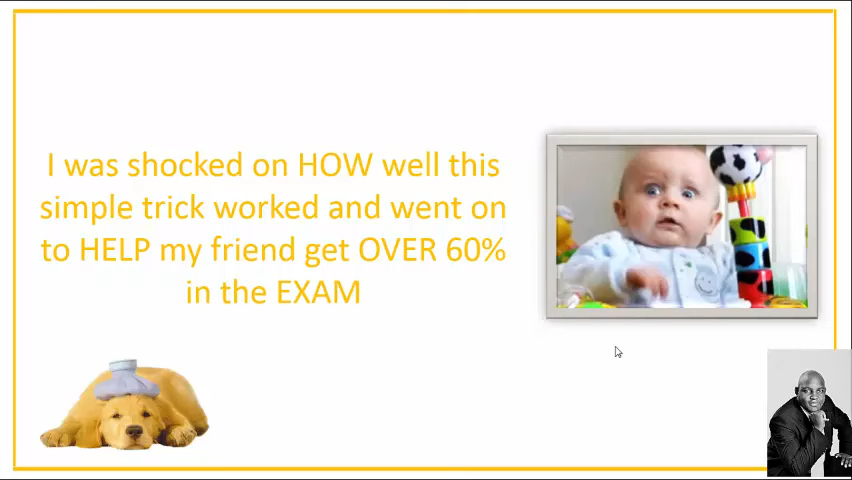 I was shocked on HOW well this
simple trick worked and went on
to HELP my friend get OVER 60%
in the EXAM